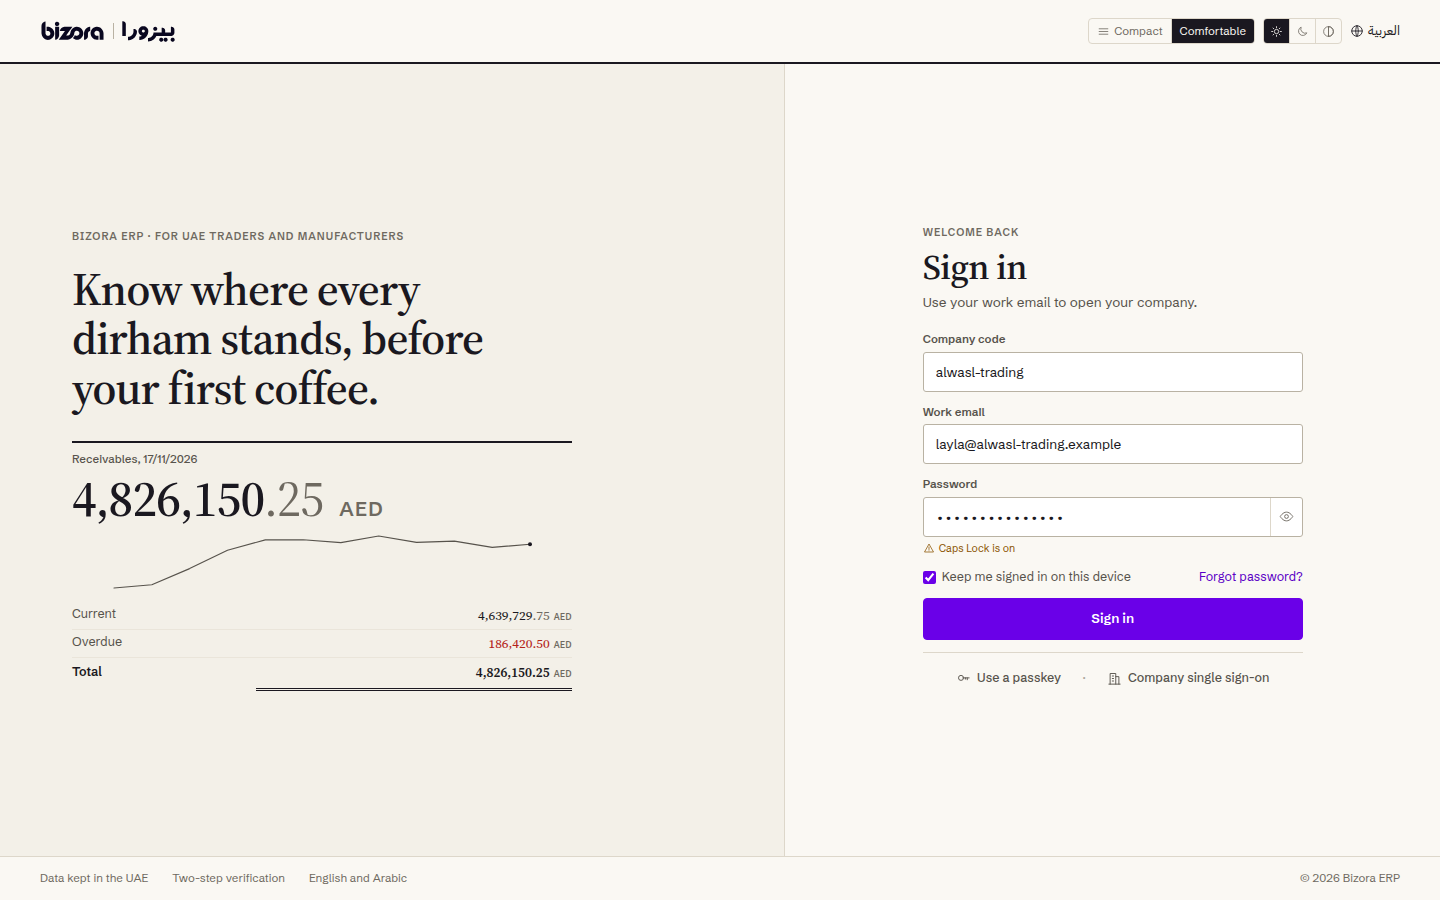 bizora | بيزورا
Compact Comfortable
العربية
BIZORA ERP · FOR UAE TRADERS AND MANUFACTURERS
Know where every
dirham stands, before
your first coffee.
Receivables, 17/11/2026
4,826,150.25 AED
Current 4,639,729.75 AED
Overdue 186,420.50 AED
Total 4,826,150.25 AED
WELCOME BACK
Sign in
Use your work email to open your company.
Company code
alwasl-trading
Work email
layla@alwasl-trading.example
Password
•••••••••••••••
Caps Lock is on
Keep me signed in on this device Forgot password?
Sign in
Use a passkey · Company single sign-on
Data kept in the UAE Two-step verification English and Arabic
© 2026 Bizora ERP